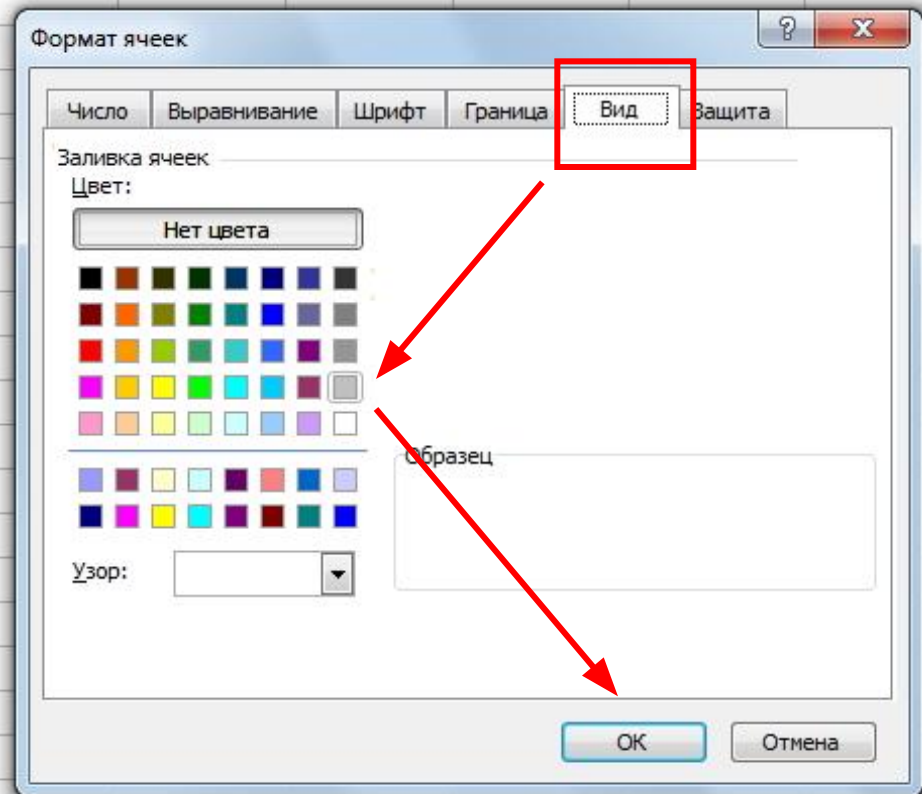 Формат ячеек
Число Выравнивание Шрифт Граница Вид Защита
Заливка ячеек
Цвет:
Нет цвета
Образец
Узор:
ОК Отмена